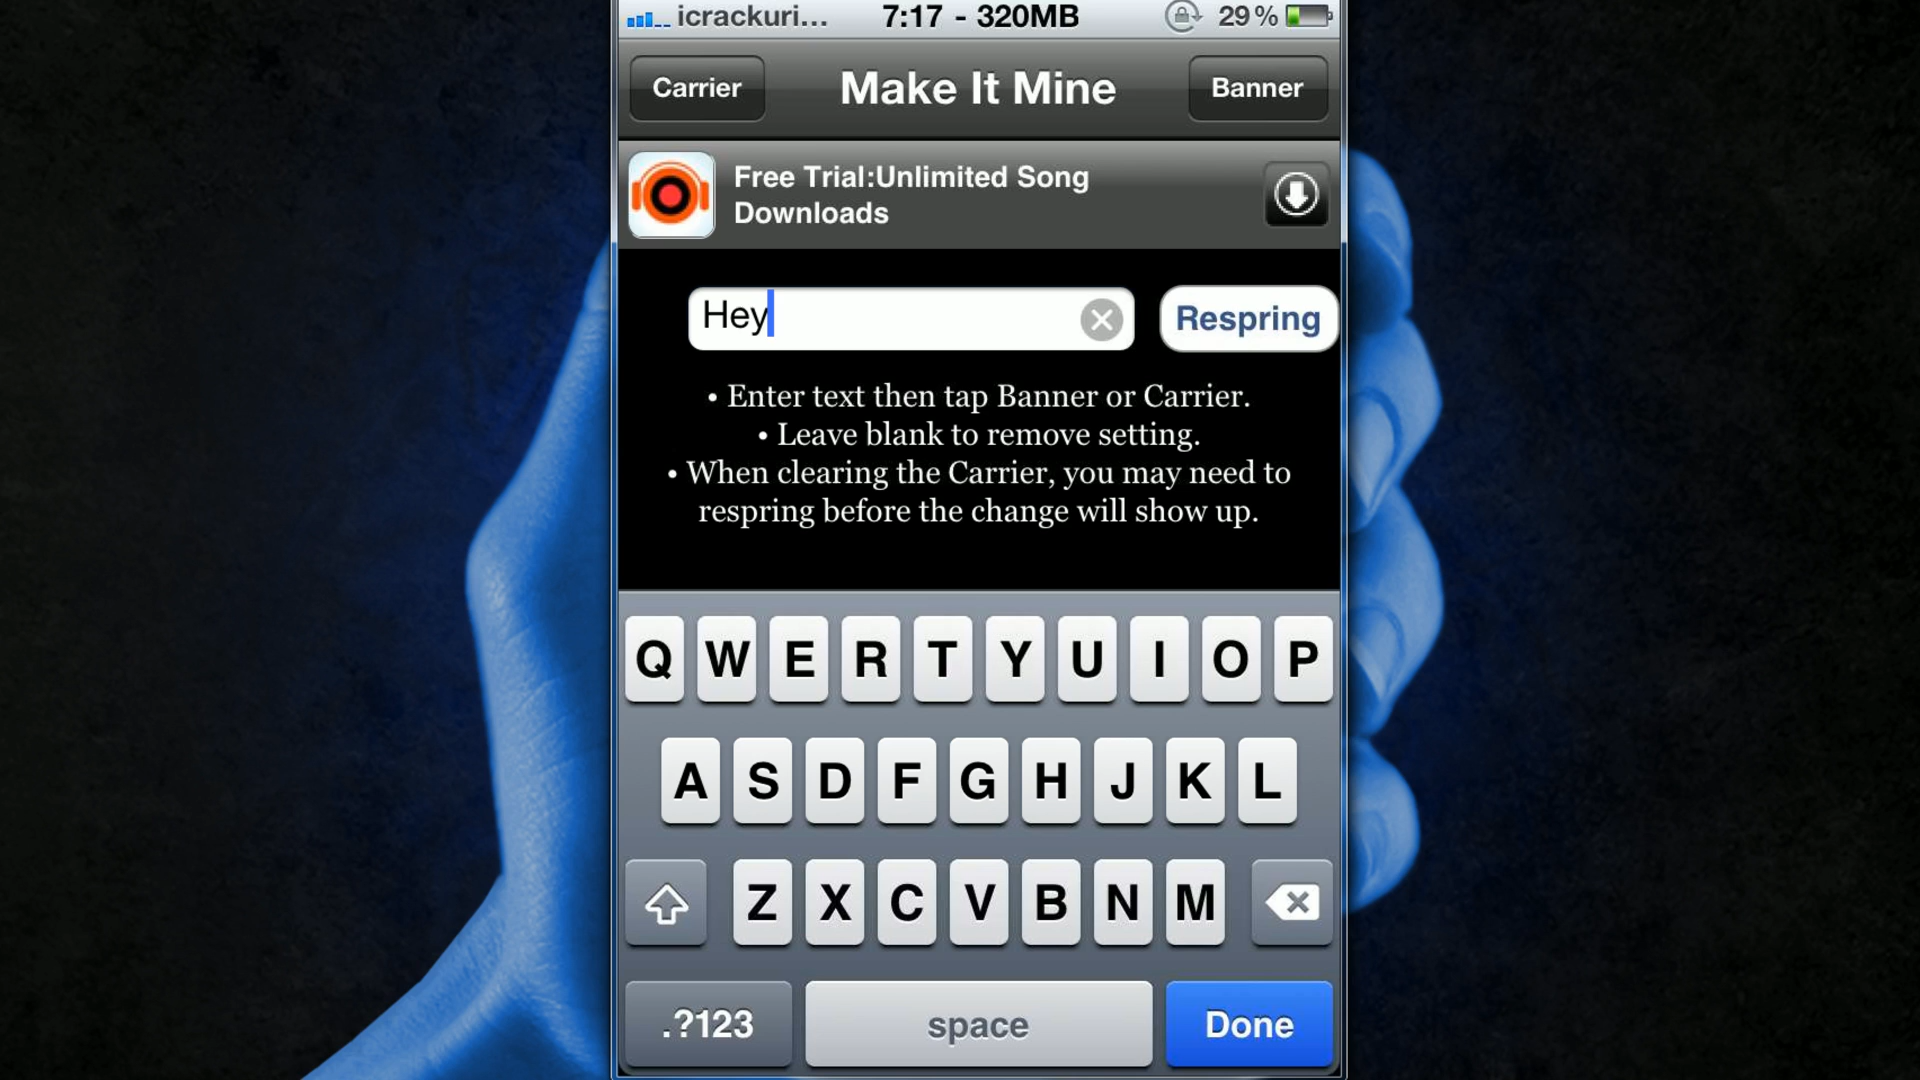 icrackuri... 7:17 - 320MB 29%
Carrier Make It Mine Banner
Free Trial:Unlimited Song
Downloads
Hey Respring
• Enter text then tap Banner or Carrier.
• Leave blank to remove setting.
• When clearing the Carrier, you may need to
respring before the change will show up.
Q W E R T Y U I O P
A S D F G H J K L
Z X C V B N M
.?123 space Done